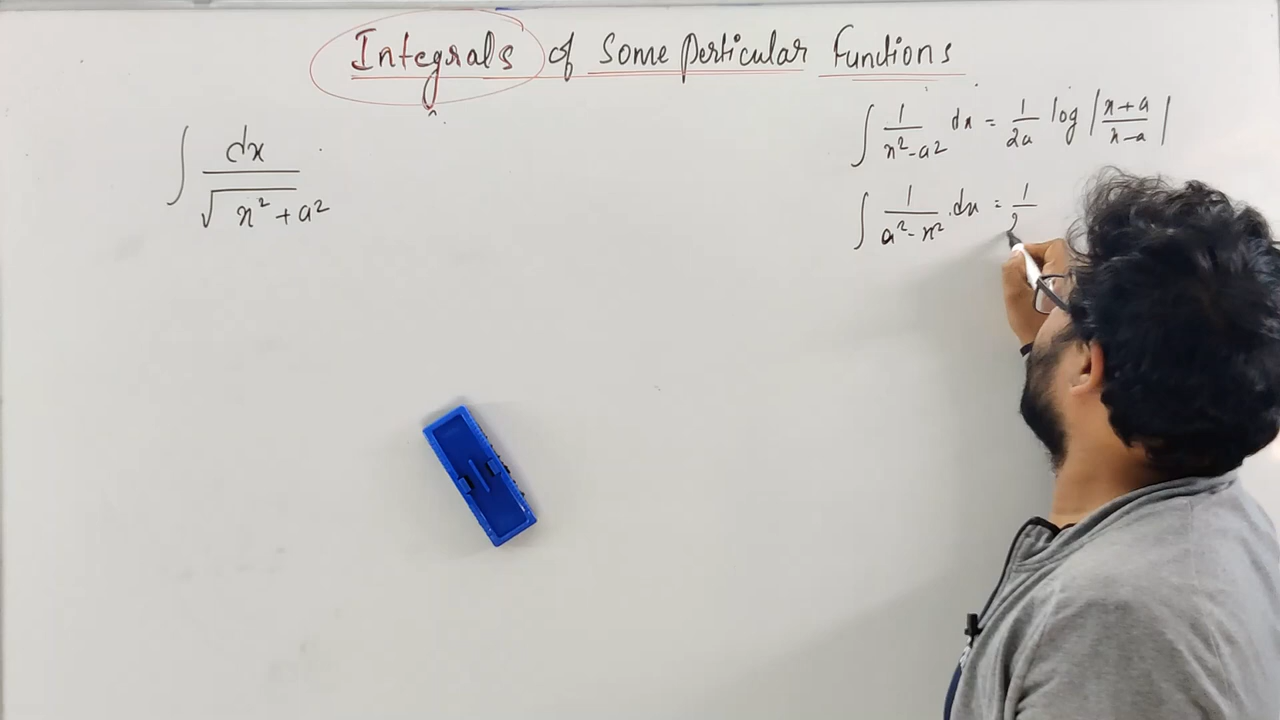 Integrals of Some Perticular Functions
∫ dx / √x² + a²
∫ 1 / x² - a² dx = 1 / 2a log | x + a / x - a |
∫ 1 / a² - x² . dx = 1 / 2